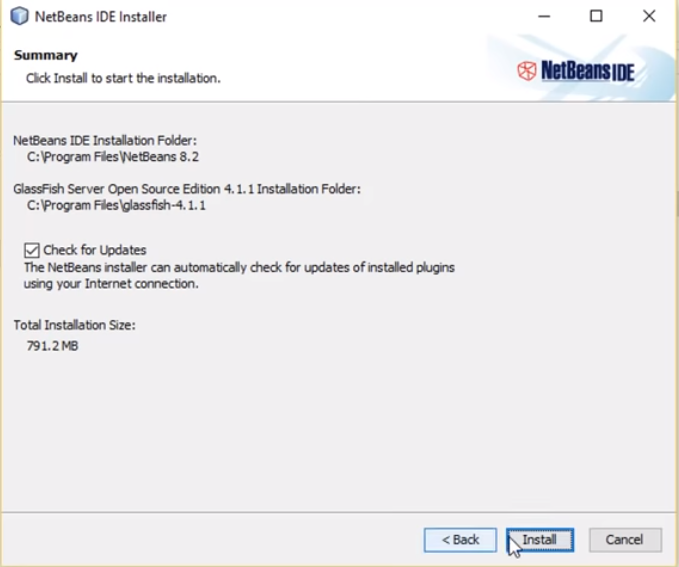 NetBeans IDE Installer
Summary
Click Install to start the installation.
NetBeans IDE
NetBeans IDE Installation Folder:
C:\Program Files\NetBeans 8.2
GlassFish Server Open Source Edition 4.1.1 Installation Folder:
C:\Program Files\glassfish-4.1.1
Check for Updates
The NetBeans installer can automatically check for updates of installed plugins
using your Internet connection.
Total Installation Size:
791.2 MB
< Back Install Cancel